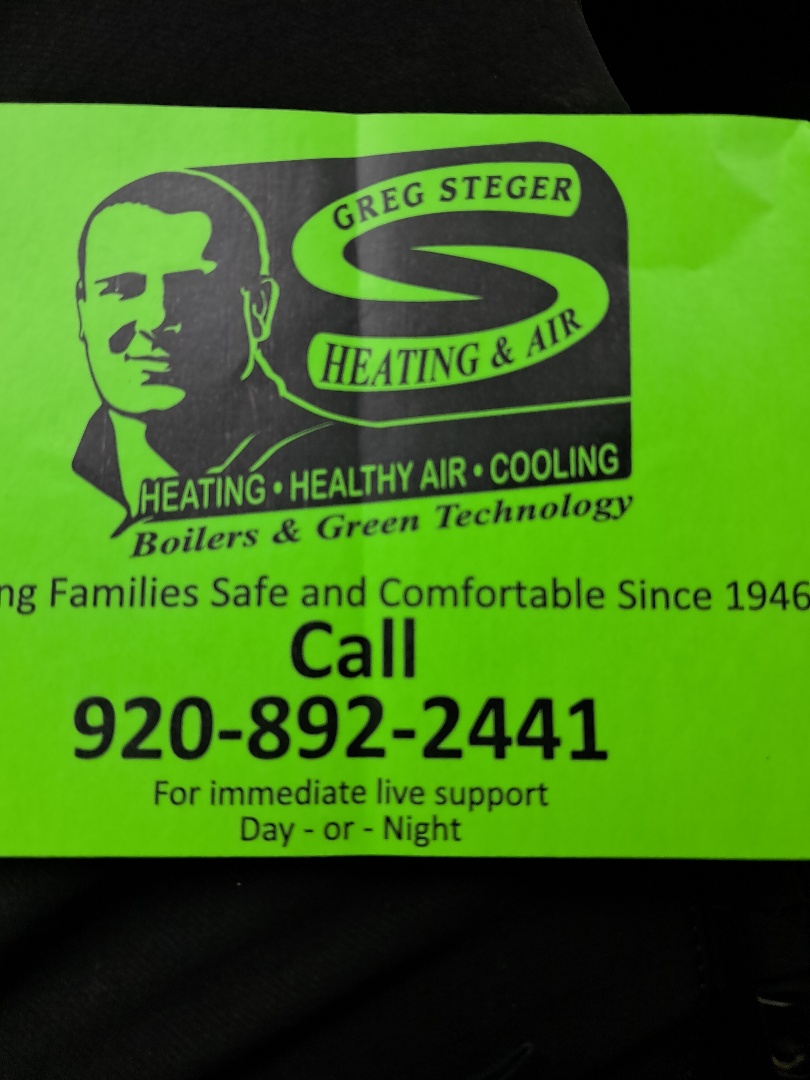 GREG STEGER
HEATING & AIR
HEATING • HEALTHY AIR • COOLING
Boilers & Green Technology
ng Families Safe and Comfortable Since 1946
Call
920-892-2441
For immediate live support
Day - or - Night